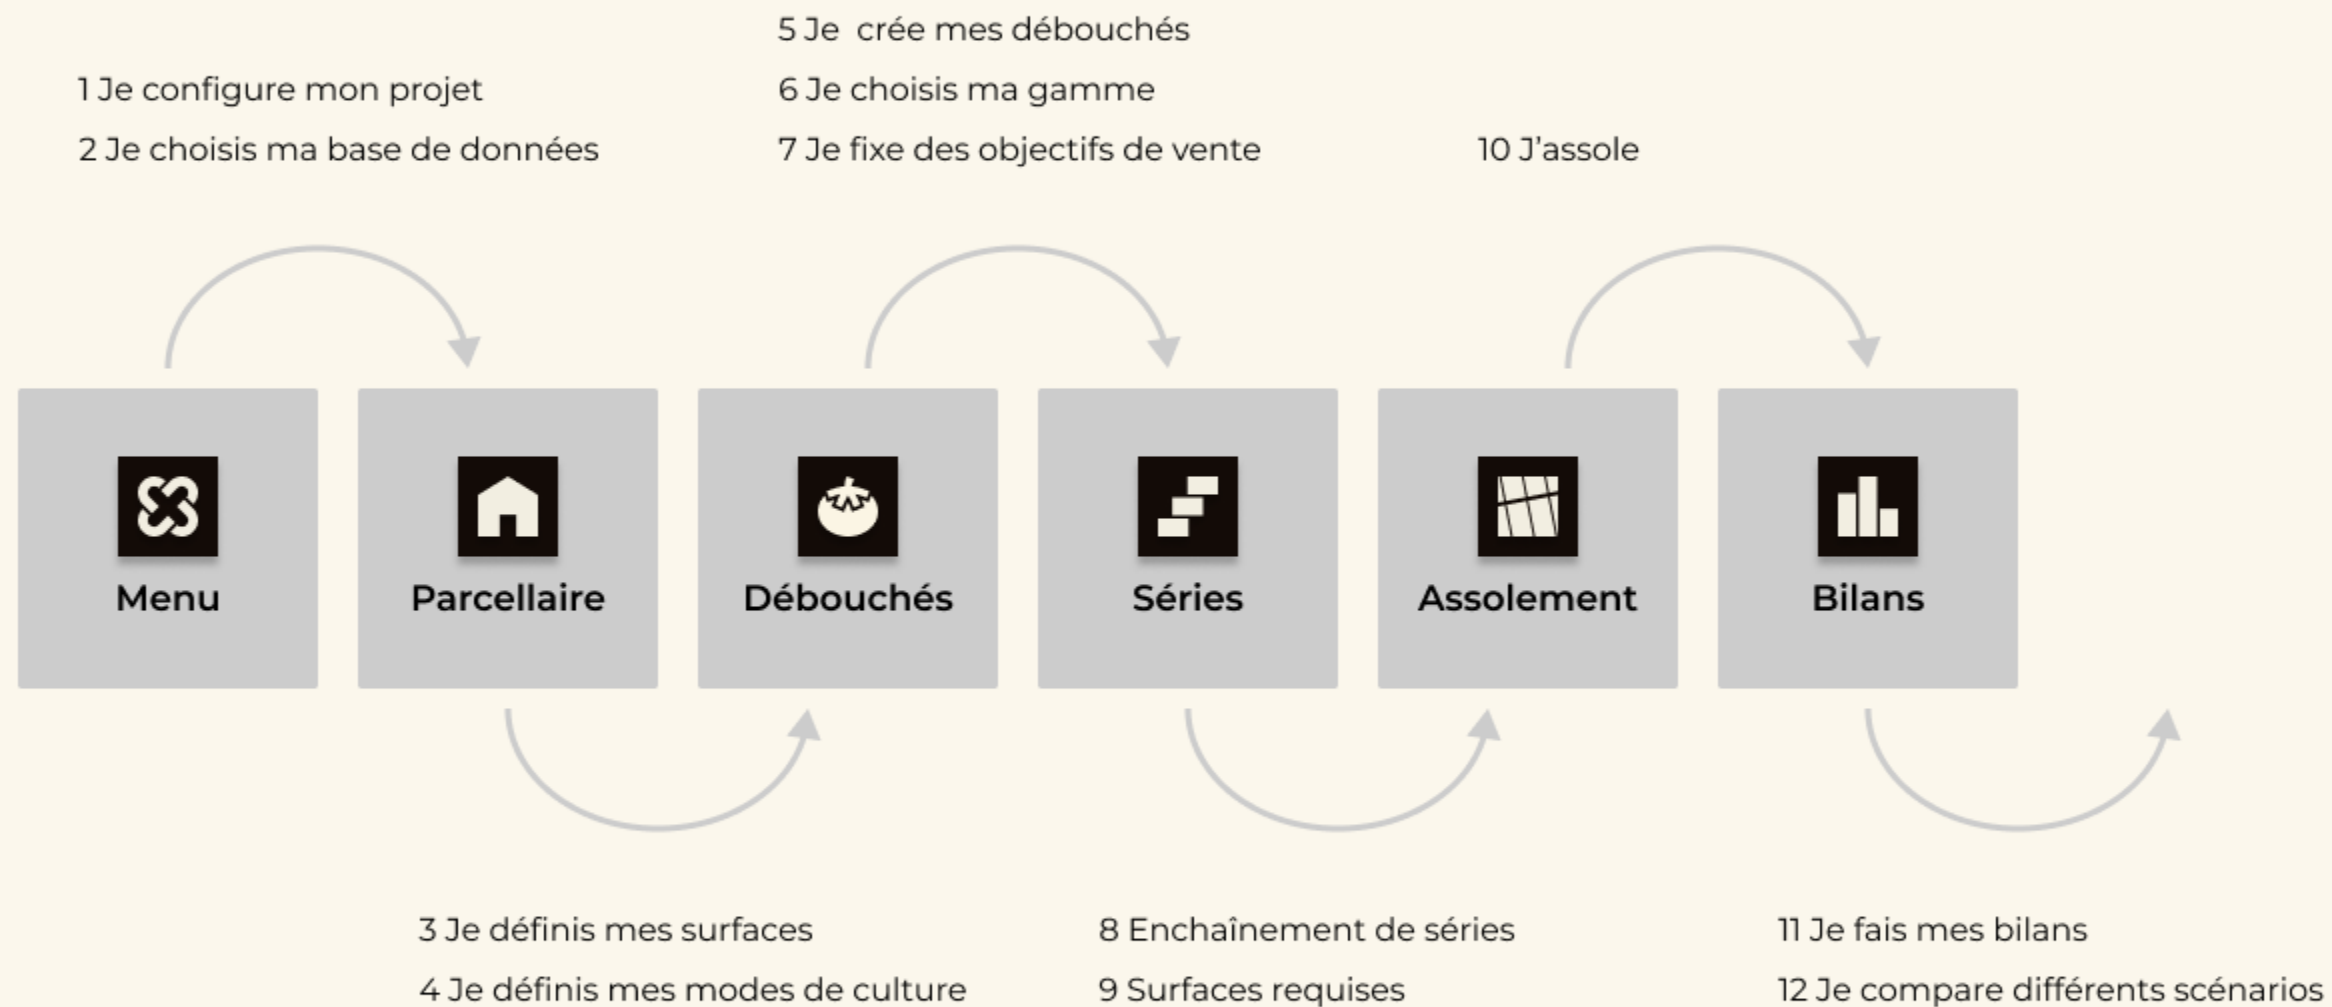 1 Je configure mon projet
2 Je choisis ma base de données
5 Je  crée mes débouchés
6 Je choisis ma gamme
7 Je fixe des objectifs de vente
10 J’assole
Menu
Parcellaire
Débouchés
Séries
Assolement
Bilans
3 Je définis mes surfaces
4 Je définis mes modes de culture
8 Enchaînement de séries
9 Surfaces requises
11 Je fais mes bilans
12 Je compare différents scénarios